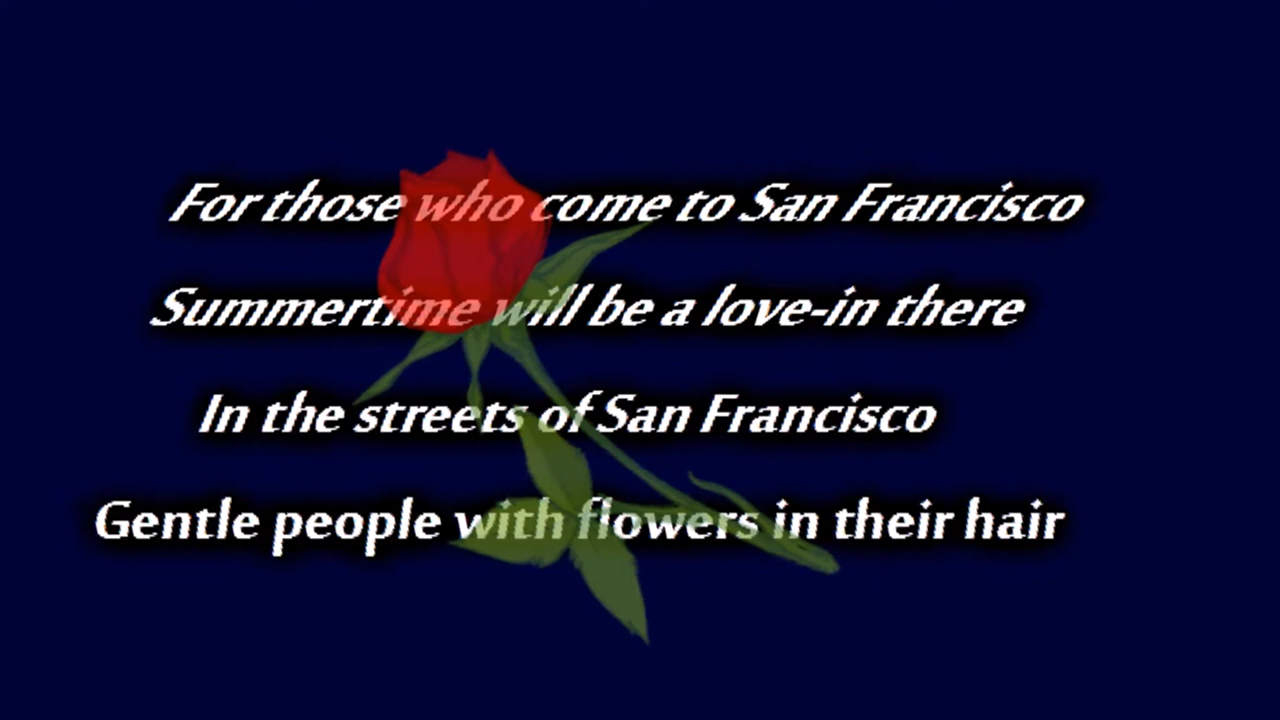 For those who come to San Francisco
Summertime will be a love-in there
In the streets of San Francisco
Gentle people with flowers in their hair